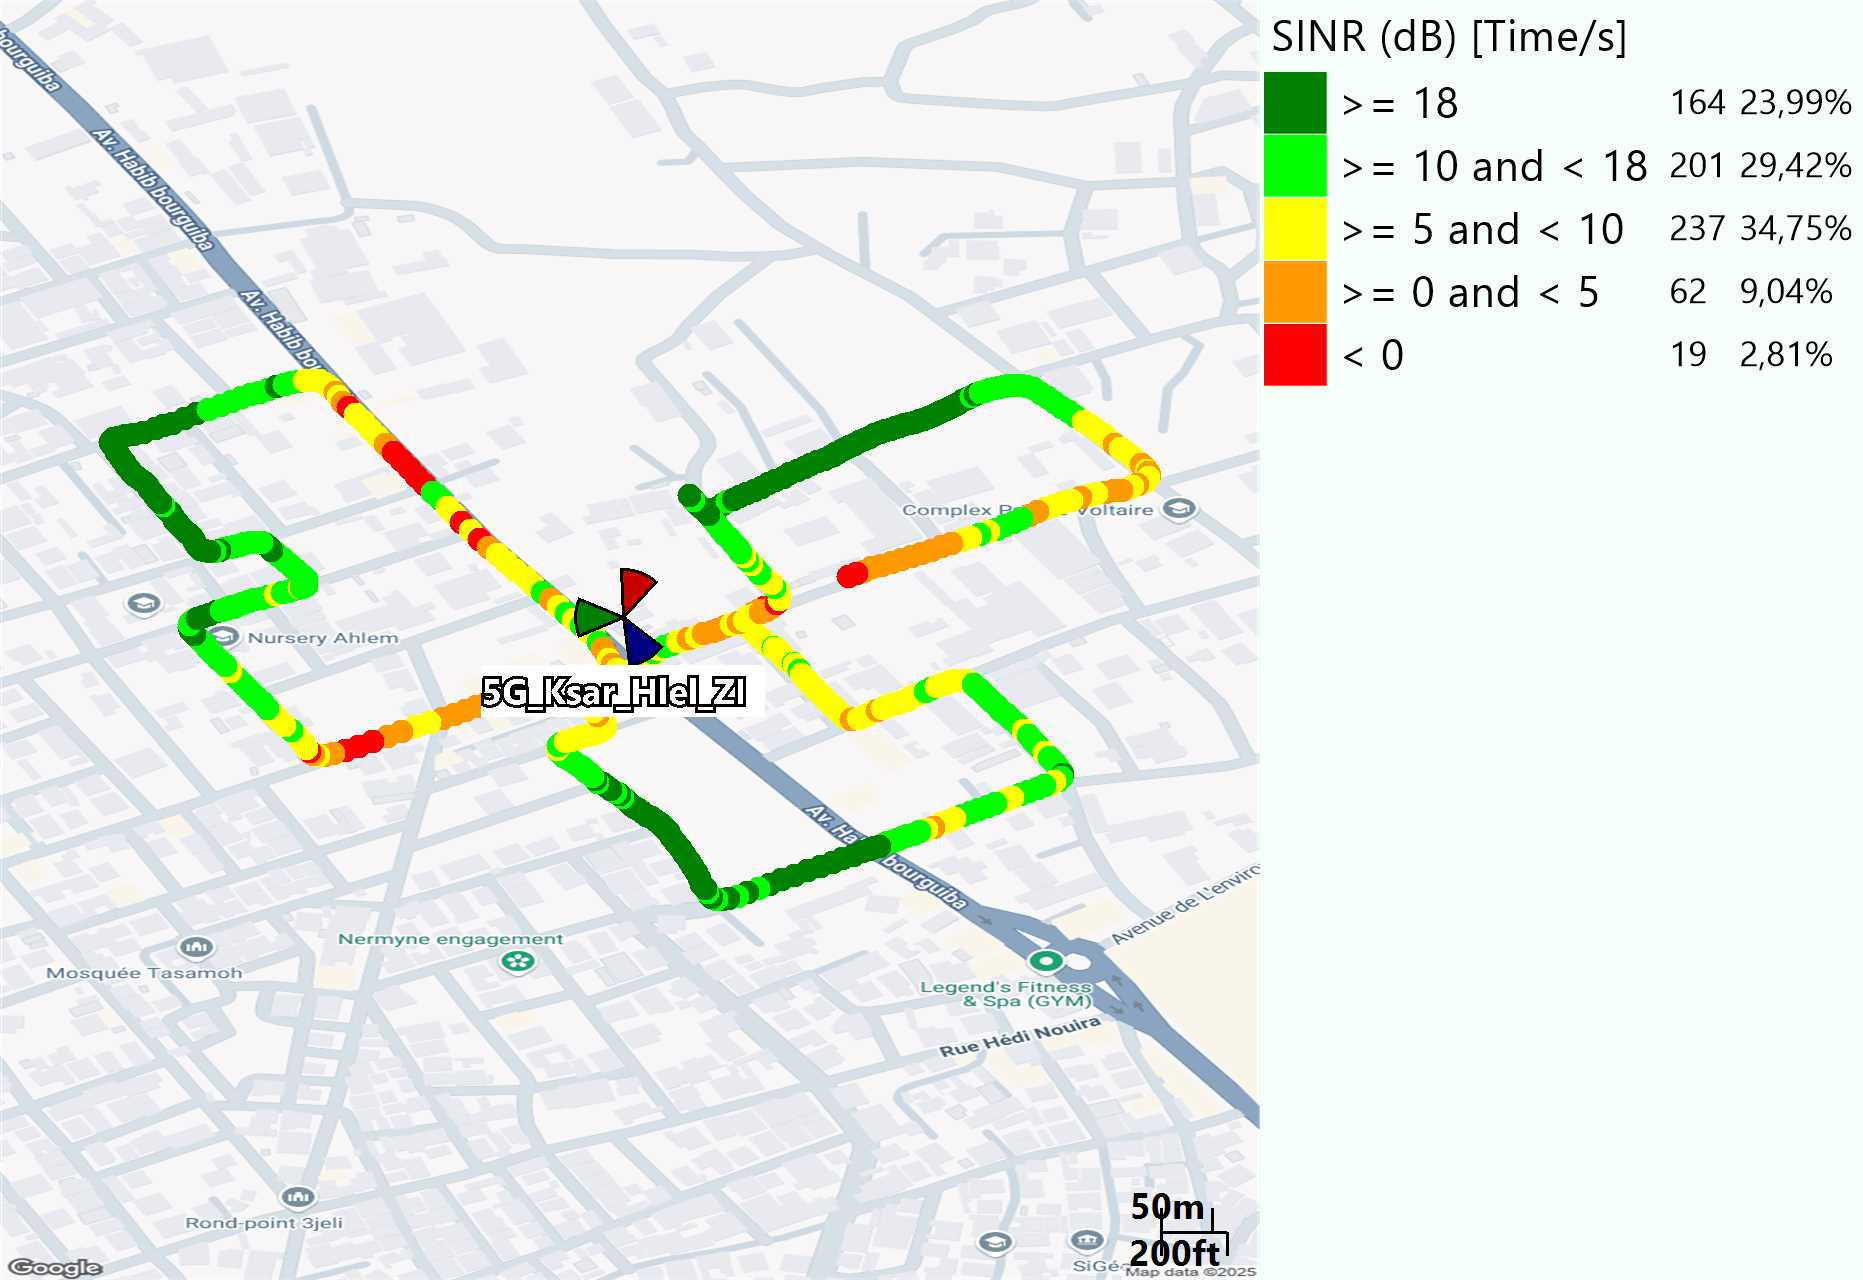 SINR (dB) [Time/s]
>= 18 164 23,99%
>= 10 and < 18 201 29,42%
>= 5 and < 10 237 34,75%
>= 0 and < 5 62 9,04%
< 0 19 2,81%
bourguiba
Av. Habib bourguiba
Av. Habib bou
Complex P Voltaire
Nursery Ahlem
5G_Ksar_Hlel_ZI
Av. Ha
bourguiba
Avenue de L'enviro
Nermyne engagement
Mosquée Tasamoh
Legend's Fitness
& Spa (GYM)
Rue Hédi Nouira
Rond-point 3jeli
50m
200ft
SiGé
Google
Map data ©2025